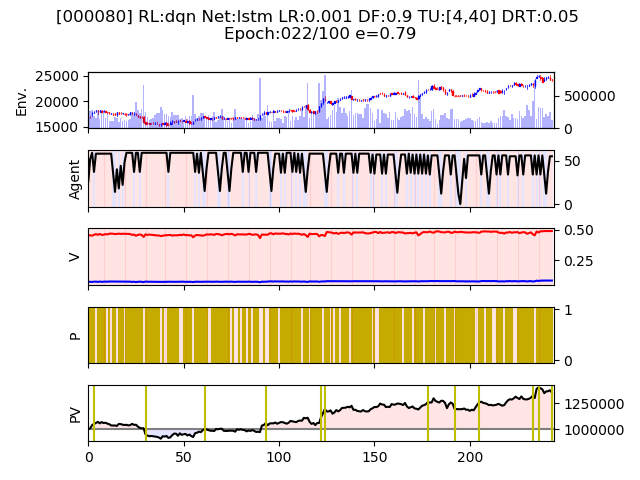 [000080] RL:dqn Net:lstm LR:0.001 DF:0.9 TU:[4,40] DRT:0.05
Epoch:022/100 e=0.79
Env.
25000
20000
15000
500000
0
Agent
50
0
V
0.50
0.25
P
1
0
PV
1250000
1000000
0
50
100
150
200